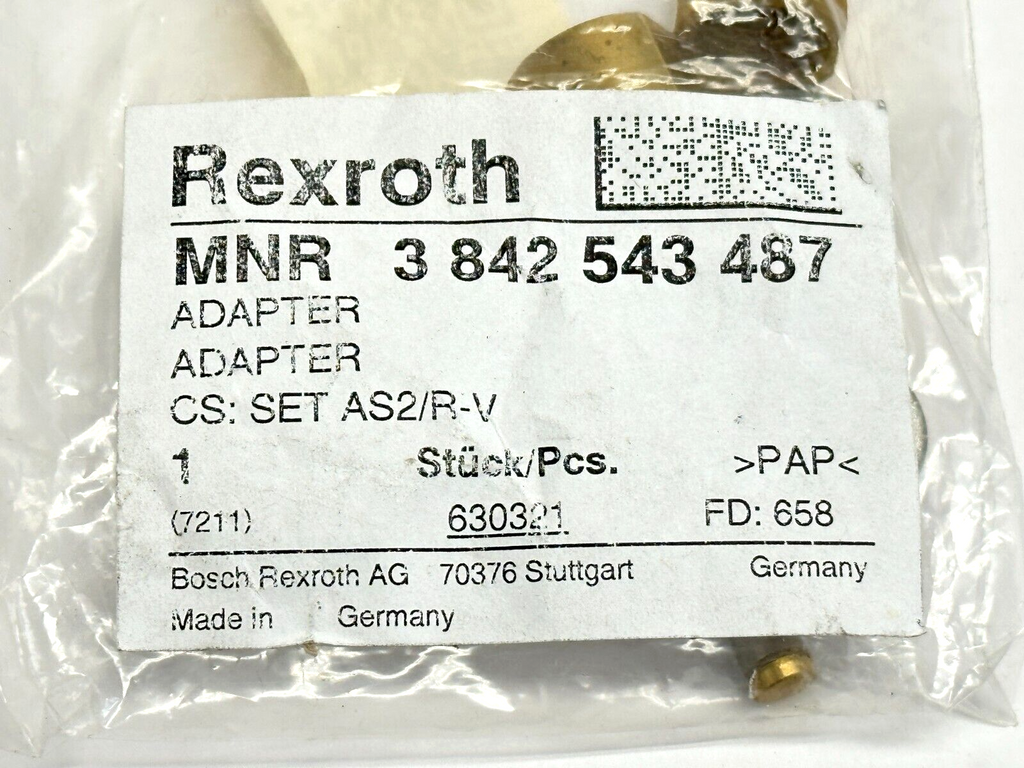 Rexroth
MNR 3 842 543 487
ADAPTER
ADAPTER
CS: SET AS2/R-V
1 Stück/Pcs. >PAP<
(7211) 630321 FD: 658
Bosch Rexroth AG 70376 Stuttgart Germany
Made in Germany